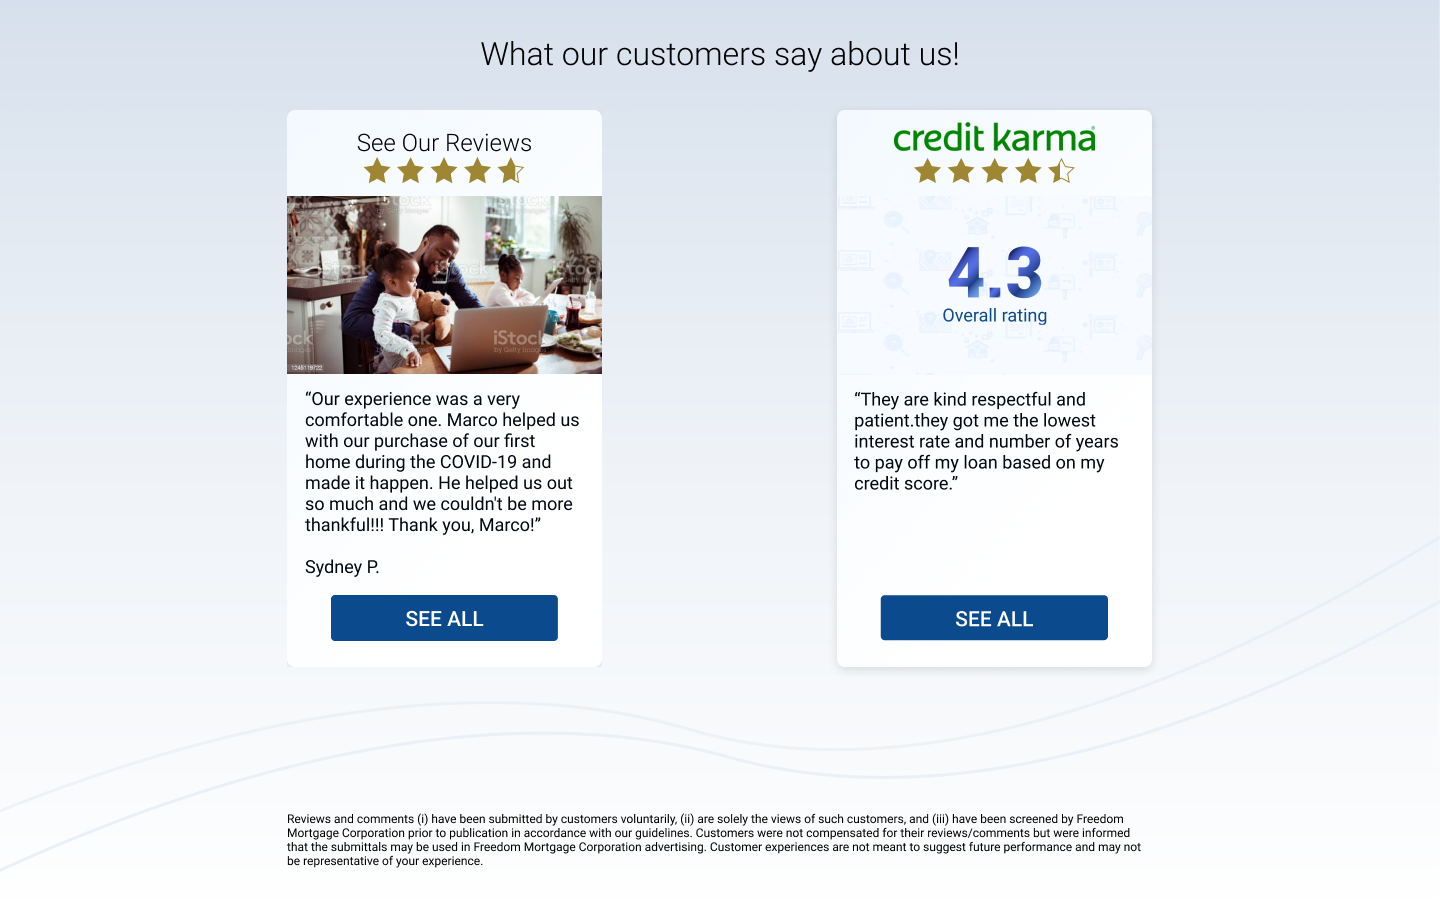 What our customers say about us!
See Our Reviews
iStock
iStock
iStock
by Getty Images
1245119722
“Our experience was a very
comfortable one. Marco helped us
with our purchase of our first
home during the COVID-19 and
made it happen. He helped us out
so much and we couldn't be more
thankful!!! Thank you, Marco!”
Sydney P.
SEE ALL
credit karma
4.3
Overall rating
“They are kind respectful and
patient.they got me the lowest
interest rate and number of years
to pay off my loan based on my
credit score.”
SEE ALL
Reviews and comments (i) have been submitted by customers voluntarily, (ii) are solely the views of such customers, and (iii) have been screened by Freedom
Mortgage Corporation prior to publication in accordance with our guidelines. Customers were not compensated for their reviews/comments but were informed
that the submittals may be used in Freedom Mortgage Corporation advertising. Customer experiences are not meant to suggest future performance and may not
be representative of your experience.